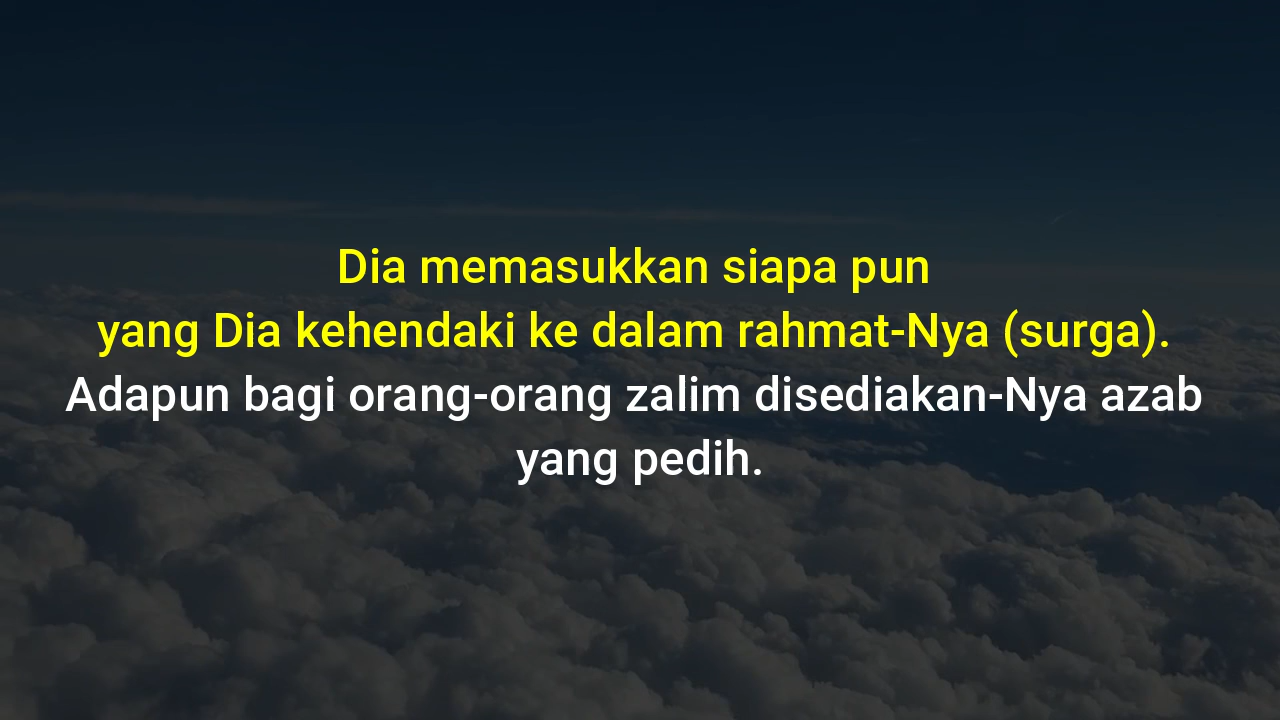 Dia memasukkan siapa pun
yang Dia kehendaki ke dalam rahmat-Nya (surga).
Adapun bagi orang-orang zalim disediakan-Nya azab
yang pedih.